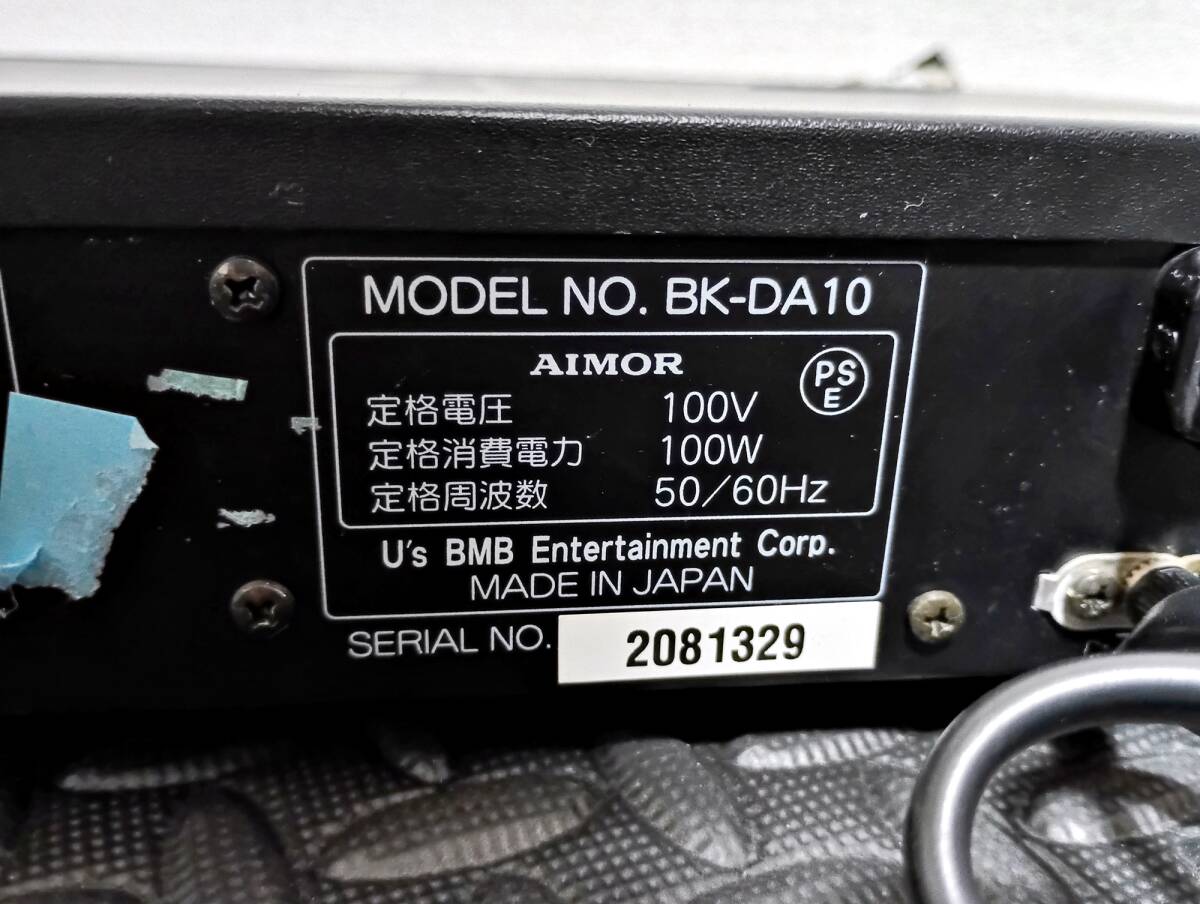 MODEL NO. BK-DA10
AIMOR
PS
E
定格電圧 100V
定格消費電力 100W
定格周波数 50/60Hz
U's BMB Entertainment Corp.
MADE IN JAPAN
SERIAL NO. 2081329